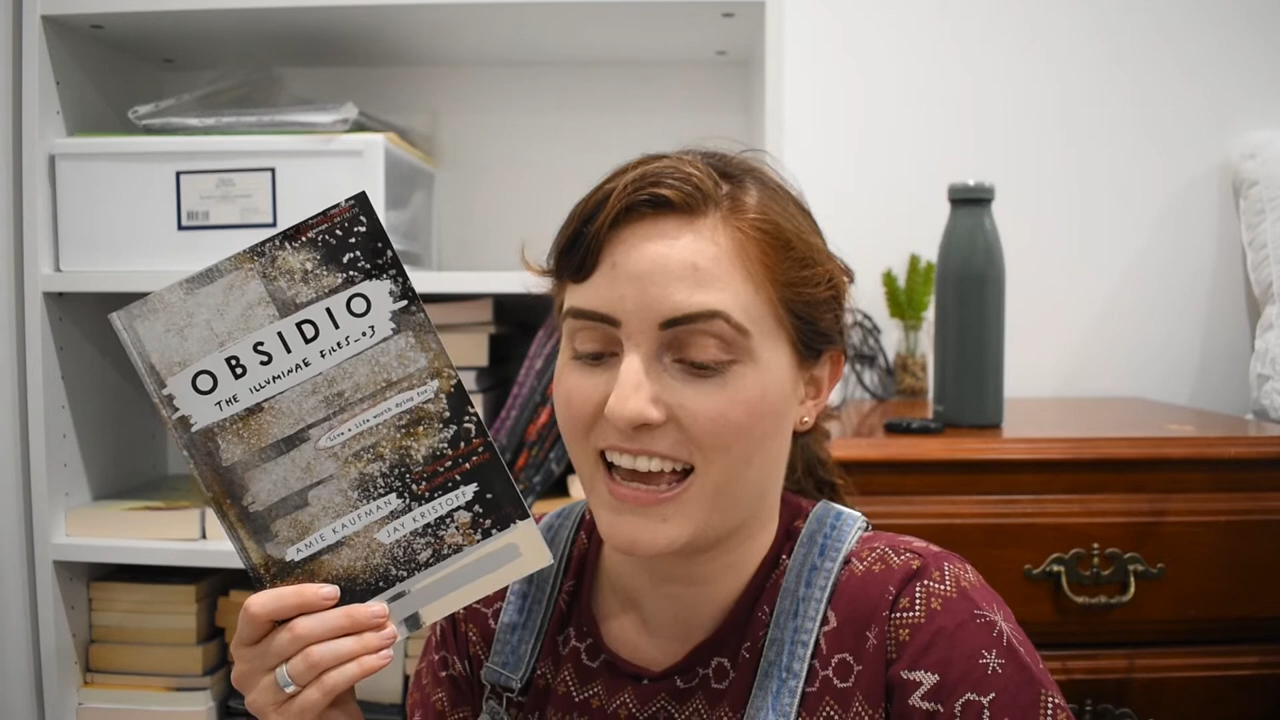 OBSIDIO
THE ILLUMINAE FILES_03
Live a life worth dying for
AMIE KAUFMAN
JAY KRISTOFF